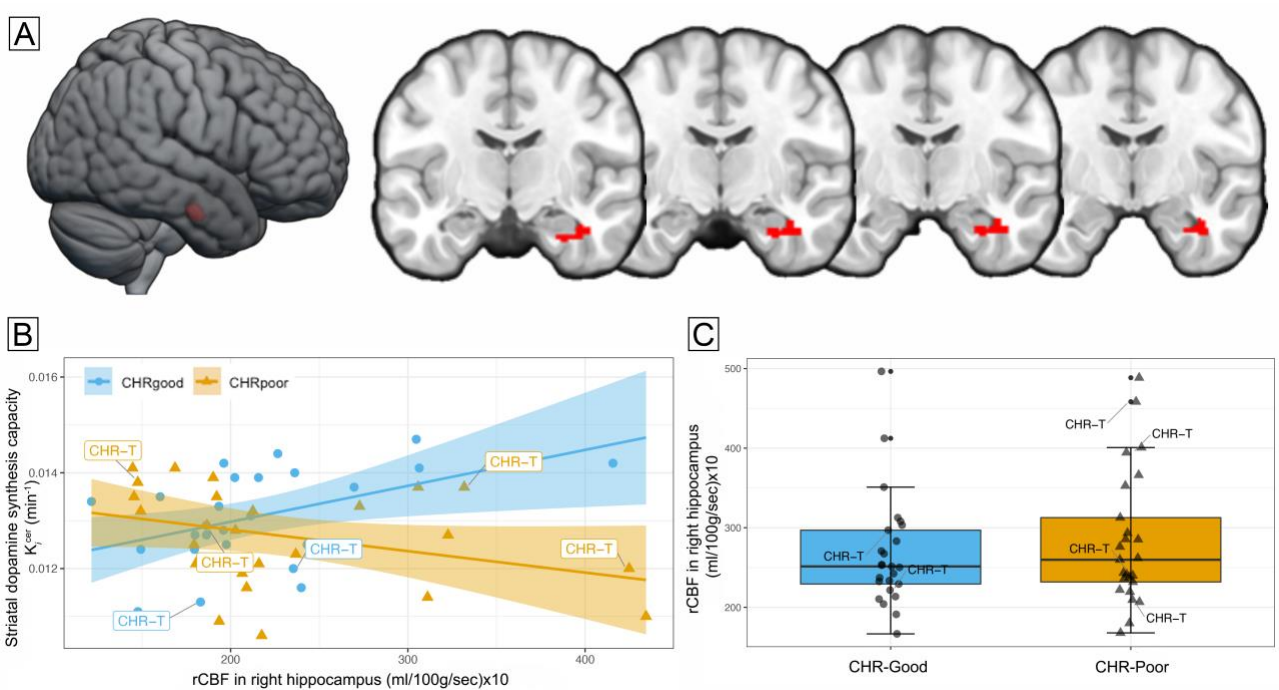 A
B
CHRgood CHRpoor
0.016
0.014
0.012
CHR-T
CHR-T
CHR-T
CHR-T
CHR-T
CHR-T
200 300 400
rCBF in right hippocampus (ml/100g/sec)x10
Striatal dopamine synthesis capacity
Kᵢᶜᵉʳ (min⁻¹)
C
500
400
300
200
CHR-T
CHR-T
CHR-T
CHR-T
CHR-T
CHR-T
CHR-Good CHR-Poor
rCBF in right hippocampus
(ml/100g/sec)x10